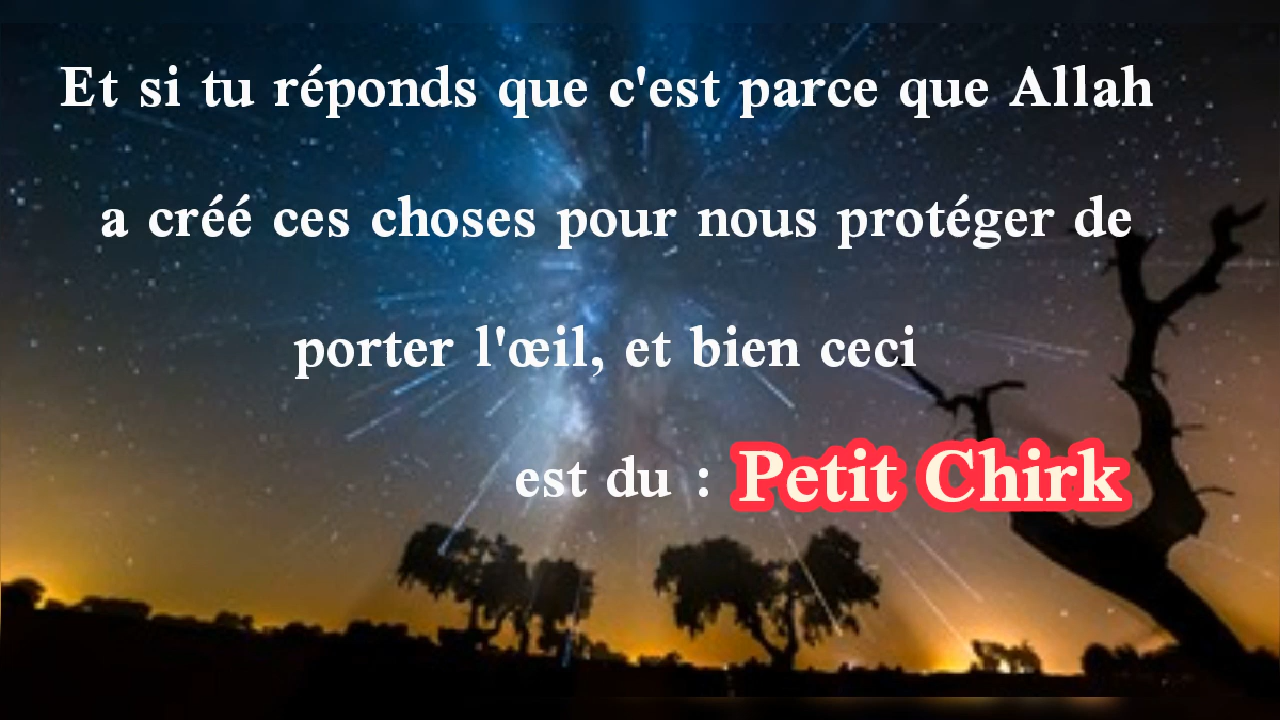 Et si tu réponds que c'est parce que Allah
a créé ces choses pour nous protéger de
porter l'œil, et bien ceci
est du : Petit Chirk